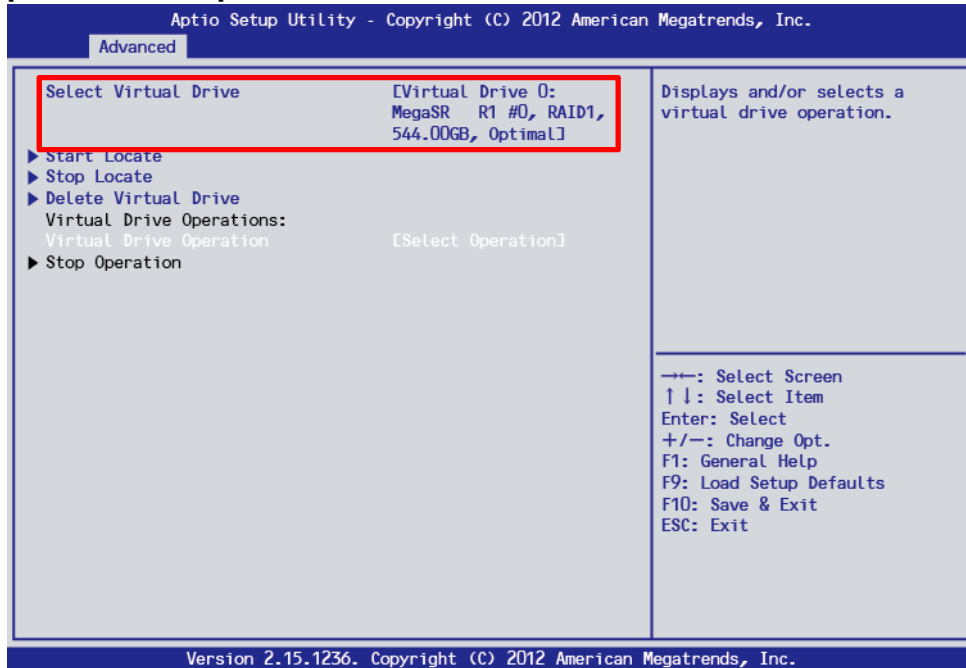 Aptio Setup Utility - Copyright (C) 2012 American Megatrends, Inc.
Advanced
Select Virtual Drive [Virtual Drive 0:
MegaSR R1 #0, RAID1,
544.00GB, Optimal]
▶ Start Locate
▶ Stop Locate
▶ Delete Virtual Drive
Virtual Drive Operations:
Virtual Drive Operation [Select Operation]
▶ Stop Operation
Displays and/or selects a
virtual drive operation.
→←: Select Screen
↑↓: Select Item
Enter: Select
+/-: Change Opt.
F1: General Help
F9: Load Setup Defaults
F10: Save & Exit
ESC: Exit
Version 2.15.1236. Copyright (C) 2012 American Megatrends, Inc.